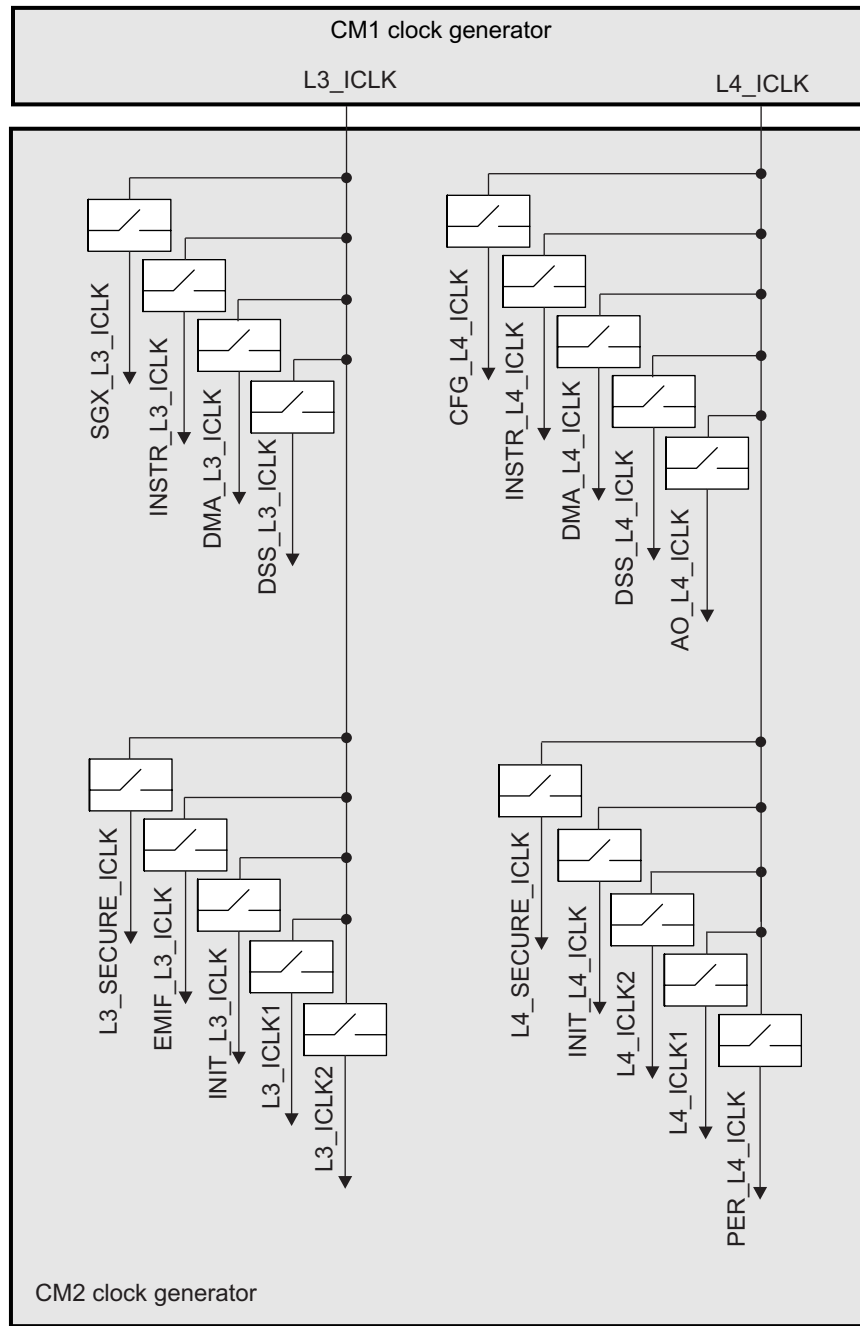 CM1 clock generator
L3_ICLK
L4_ICLK
SGX_L3_ICLK
INSTR_L3_ICLK
DMA_L3_ICLK
DSS_L3_ICLK
CFG_L4_ICLK
INSTR_L4_ICLK
DMA_L4_ICLK
DSS_L4_ICLK
AO_L4_ICLK
L3_SECURE_ICLK
EMIF_L3_ICLK
INIT_L3_ICLK
L3_ICLK1
L3_ICLK2
L4_SECURE_ICLK
INIT_L4_ICLK
L4_ICLK2
L4_ICLK1
PER_L4_ICLK
CM2 clock generator